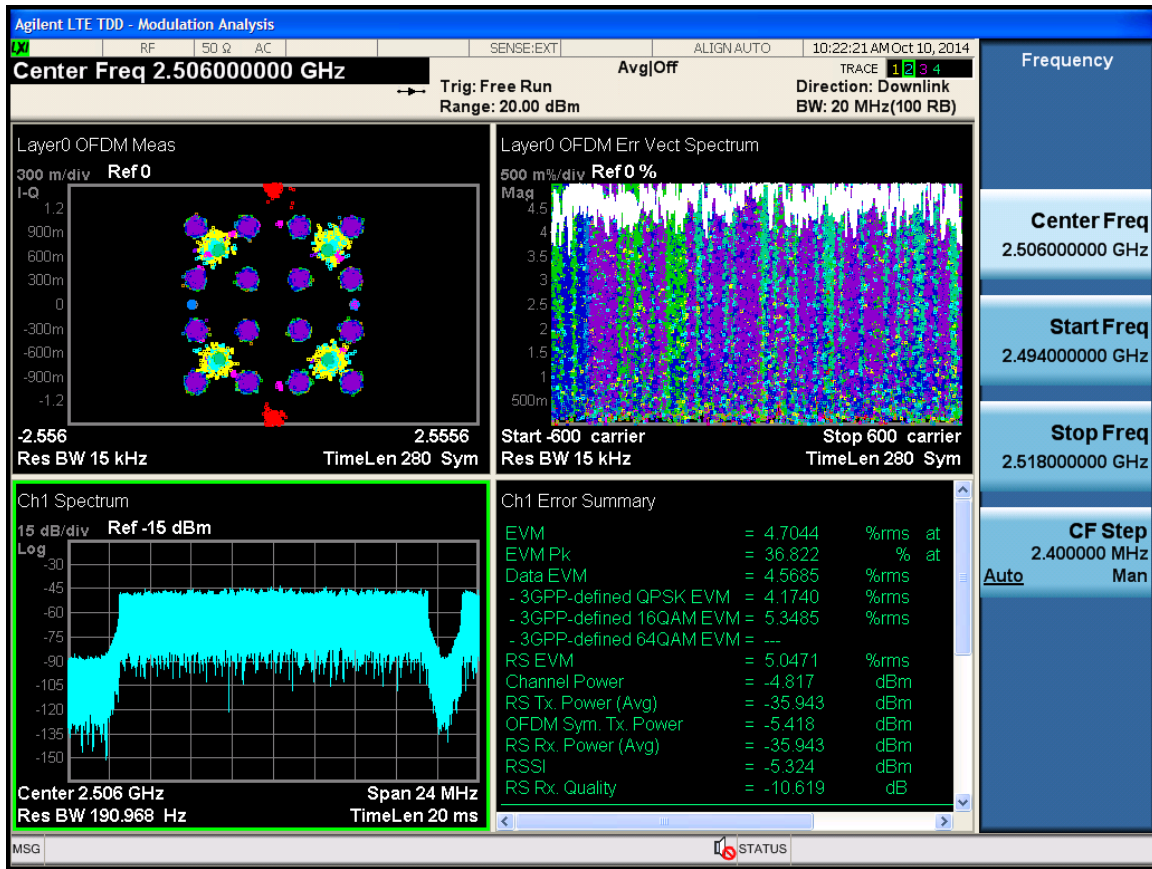 Agilent LTE TDD - Modulation Analysis
LXI RF 50 Ω AC SENSE:EXT ALIGN AUTO 10:22:21 AM Oct 10, 2014
Center Freq 2.506000000 GHz
Avg|Off
TRACE 1 2 3 4
Trig: Free Run
Direction: Downlink
Range: 20.00 dBm
BW: 20 MHz(100 RB)
Layer0 OFDM Meas
300 m/div Ref 0
I-Q
1.2
900m
600m
300m
0
-300m
-600m
-900m
-1.2
-2.556 2.5556
Res BW 15 kHz TimeLen 280 Sym
Layer0 OFDM Err Vect Spectrum
500 m%/div Ref 0 %
Mag
4.5
4
3.5
3
2.5
2
1.5
1
500m
Start -600 carrier Stop 600 carrier
Res BW 15 kHz TimeLen 280 Sym
Ch1 Spectrum
15 dB/div Ref -15 dBm
Log
-30
-45
-60
-75
-90
-105
-120
-135
-150
Center 2.506 GHz Span 24 MHz
Res BW 190.968 Hz TimeLen 20 ms
Ch1 Error Summary
EVM = 4.7044 %rms at
EVM Pk = 36.822 % at
Data EVM = 4.5685 %rms
- 3GPP-defined QPSK EVM = 4.1740 %rms
- 3GPP-defined 16QAM EVM = 5.3485 %rms
- 3GPP-defined 64QAM EVM = ---
RS EVM = 5.0471 %rms
Channel Power = -4.817 dBm
RS Tx. Power (Avg) = -35.943 dBm
OFDM Sym. Tx. Power = -5.418 dBm
RS Rx. Power (Avg) = -35.943 dBm
RSSI = -5.324 dBm
RS Rx. Quality = -10.619 dB
Frequency
Center Freq
2.506000000 GHz
Start Freq
2.494000000 GHz
Stop Freq
2.518000000 GHz
CF Step
2.400000 MHz
Auto Man
MSG STATUS